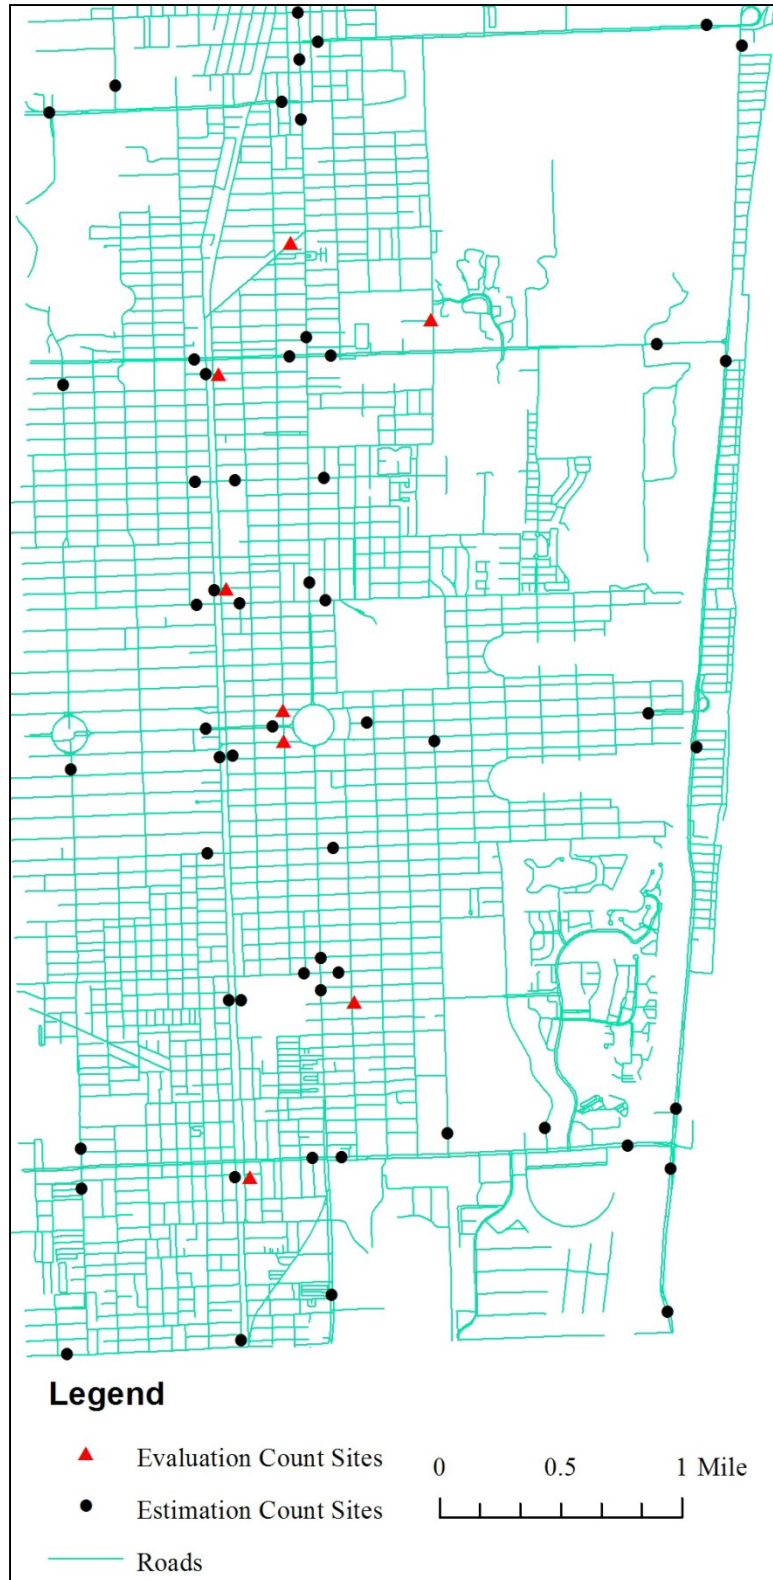 Legend
Evaluation Count Sites
0 0.5 1 Mile
Estimation Count Sites
Roads